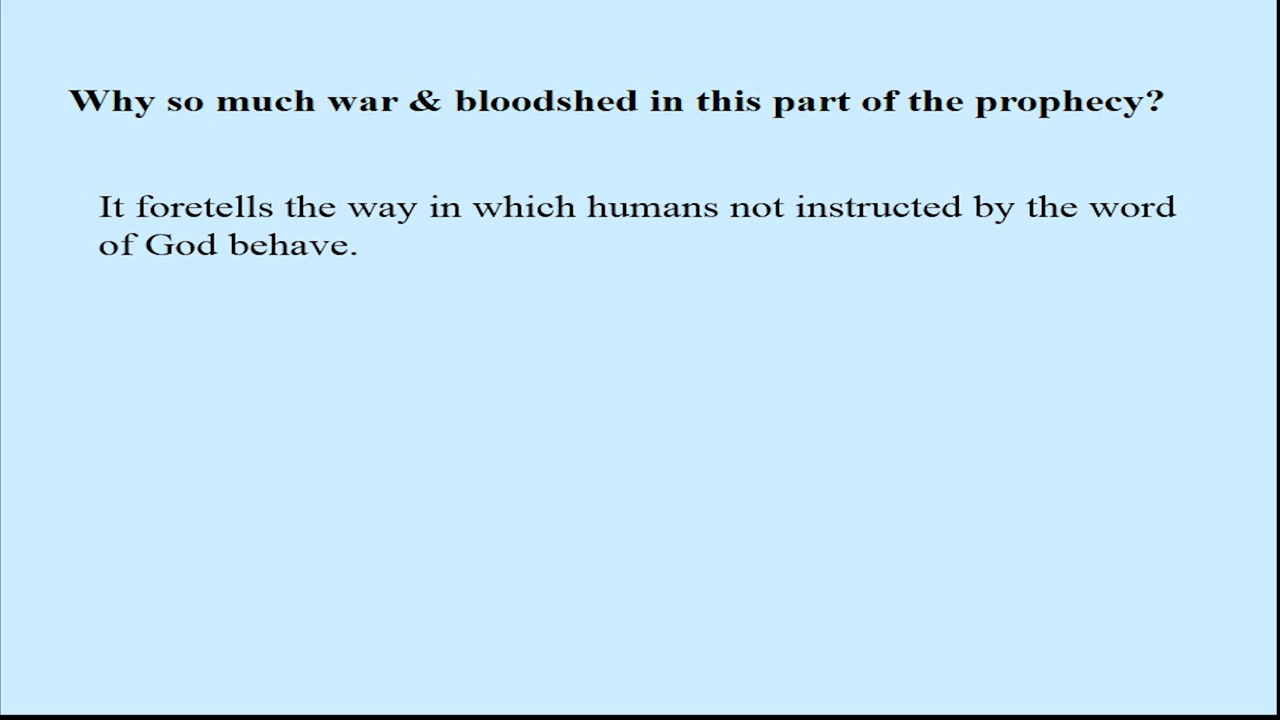 Why so much war & bloodshed in this part of the prophecy?
It foretells the way in which humans not instructed by the word
of God behave.